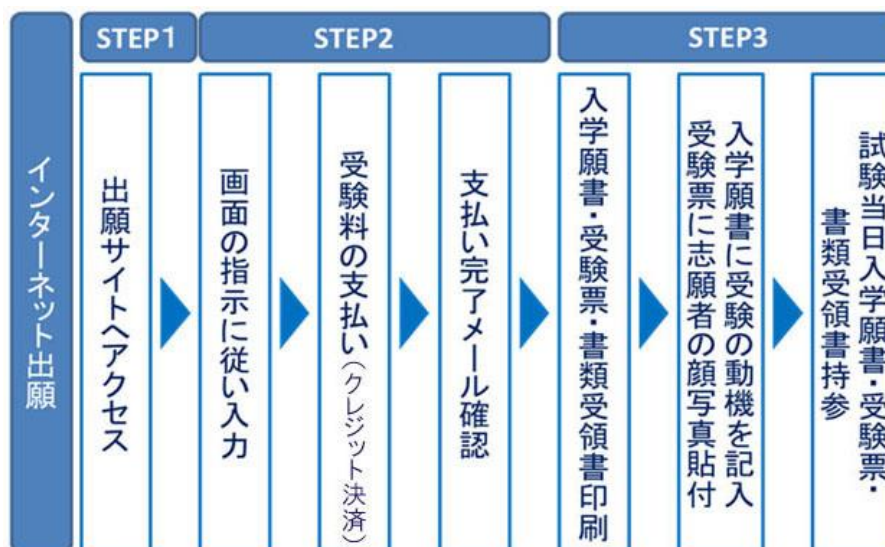 STEP1
STEP2
STEP3
インターネット出願
出願サイトへアクセス
画面の指示に従い入力
受験料の支払い（クレジット決済）
支払い完了メール確認
入学願書・受験票・書類受領書印刷
入学願書に受験の動機を記入
受験票に志願者の顔写真貼付
試験当日入学願書・受験票・
書類受領書持参